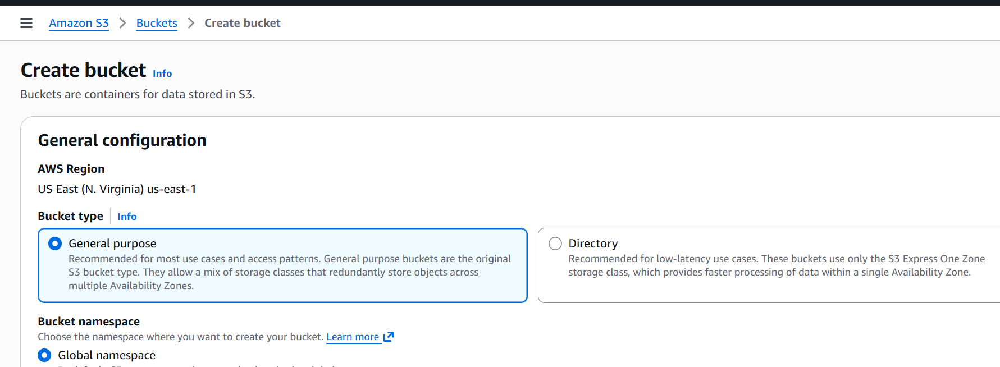 Amazon S3 > Buckets > Create bucket
Create bucket Info
Buckets are containers for data stored in S3.
General configuration
AWS Region
US East (N. Virginia) us-east-1
Bucket type Info
General purpose
Recommended for most use cases and access patterns. General purpose buckets are the original
S3 bucket type. They allow a mix of storage classes that redundantly store objects across
multiple Availability Zones.
Directory
Recommended for low-latency use cases. These buckets use only the S3 Express One Zone
storage class, which provides faster processing of data within a single Availability Zone.
Bucket namespace
Choose the namespace where you want to create your bucket. Learn more
Global namespace